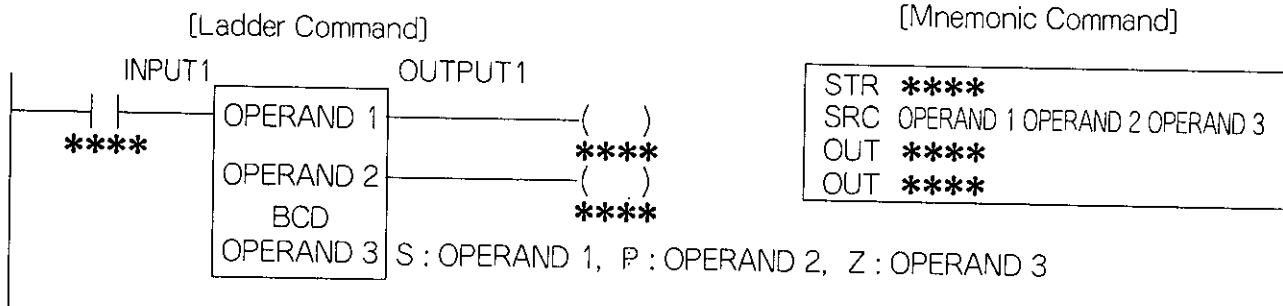 [Ladder Command]
[Mnemonic Command]
INPUT1
OUTPUT1
OPERAND 1
****
****
OPERAND 2
****
BCD
OPERAND 3
S : OPERAND 1, P : OPERAND 2, Z : OPERAND 3
STR ****
SRC OPERAND 1 OPERAND 2 OPERAND 3
OUT ****
OUT ****